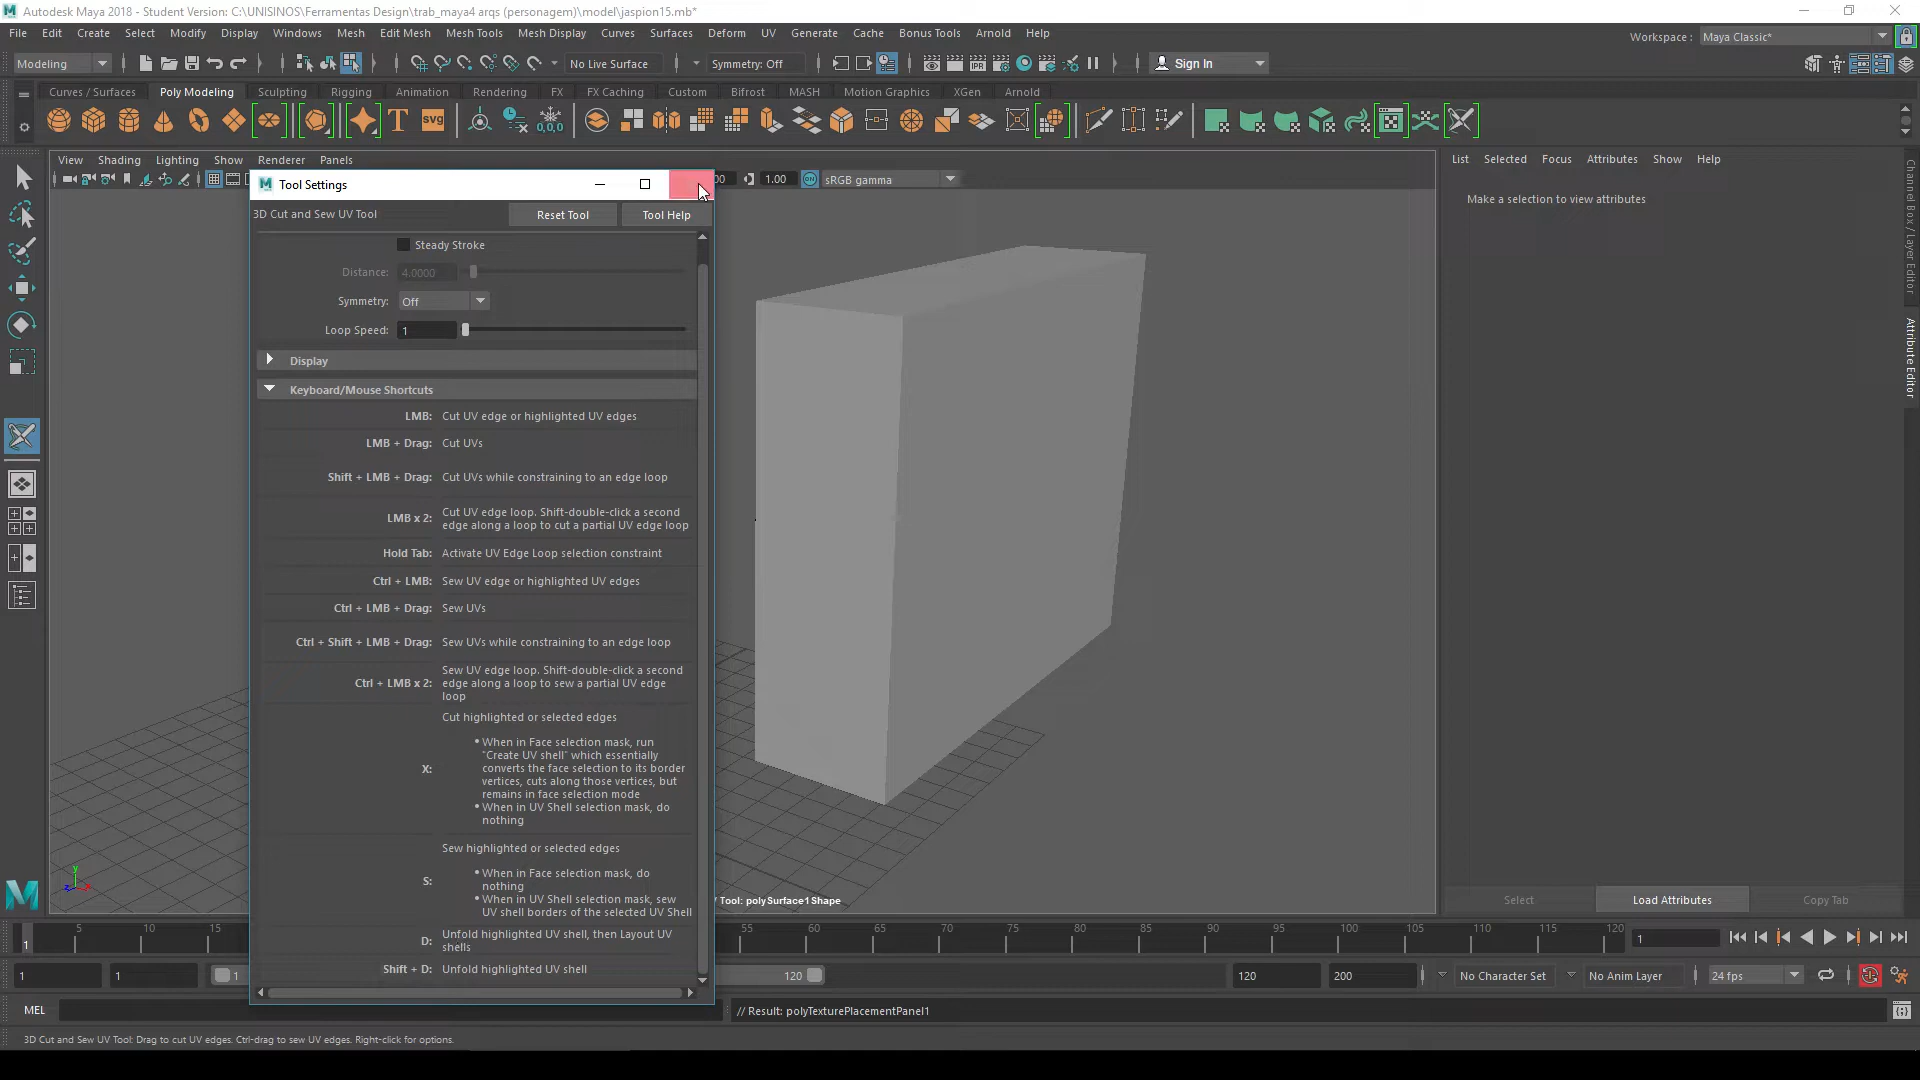 Autodesk Maya 2018 - Student Version: C:\UNISINOS\Ferramentas Design\trab_maya4 arqs (personagem)\model\jaspion15.mb*
File Edit Create Select Modify Display Windows Mesh Edit Mesh Mesh Tools Mesh Display Curves Surfaces Deform UV Generate Cache Bonus Tools Arnold Help
Workspace : Maya Classic*
Modeling No Live Surface Symmetry: Off Sign In
Curves / Surfaces Poly Modeling Sculpting Rigging Animation Rendering FX FX Caching Custom Bifrost MASH Motion Graphics XGen Arnold
T svg 0,0,0
View Shading Lighting Show Renderer Panels
List Selected Focus Attributes Show Help
Tool Settings
00 1.00 ON sRGB gamma
Make a selection to view attributes
3D Cut and Sew UV Tool Reset Tool Tool Help
Steady Stroke
Distance: 4.0000
Symmetry: Off
Loop Speed: 1
Display
Keyboard/Mouse Shortcuts
LMB: Cut UV edge or highlighted UV edges
LMB + Drag: Cut UVs
Shift + LMB + Drag: Cut UVs while constraining to an edge loop
LMB x 2: Cut UV edge loop. Shift-double-click a second
edge along a loop to cut a partial UV edge loop
Hold Tab: Activate UV Edge Loop selection constraint
Ctrl + LMB: Sew UV edge or highlighted UV edges
Ctrl + LMB + Drag: Sew UVs
Ctrl + Shift + LMB + Drag: Sew UVs while constraining to an edge loop
Ctrl + LMB x 2: Sew UV edge loop. Shift-double-click a second
edge along a loop to sew a partial UV edge
loop
Cut highlighted or selected edges
X: • When in Face selection mask, run
"Create UV shell" which essentially
converts the face selection to its border
vertices, cuts along those vertices, but
remains in face selection mode
• When in UV Shell selection mask, do
nothing
Sew highlighted or selected edges
S: • When in Face selection mask, do
nothing
• When in UV Shell selection mask, sew
UV shell borders of the selected UV Shell
D: Unfold highlighted UV shell, then Layout UV
shells
Shift + D: Unfold highlighted UV shell
Channel Box / Layer Editor
Attribute Editor
y
z x
Tool: polySurface1Shape
Select Load Attributes Copy Tab
1 5 10 15 55 60 65 70 75 80 85 90 95 100 105 110 115 120 1
1 1 1 120 120 200 No Character Set No Anim Layer 24 fps
MEL // Result: polyTexturePlacementPanel1
3D Cut and Sew UV Tool: Drag to cut UV edges. Ctrl-drag to sew UV edges. Right-click for options.